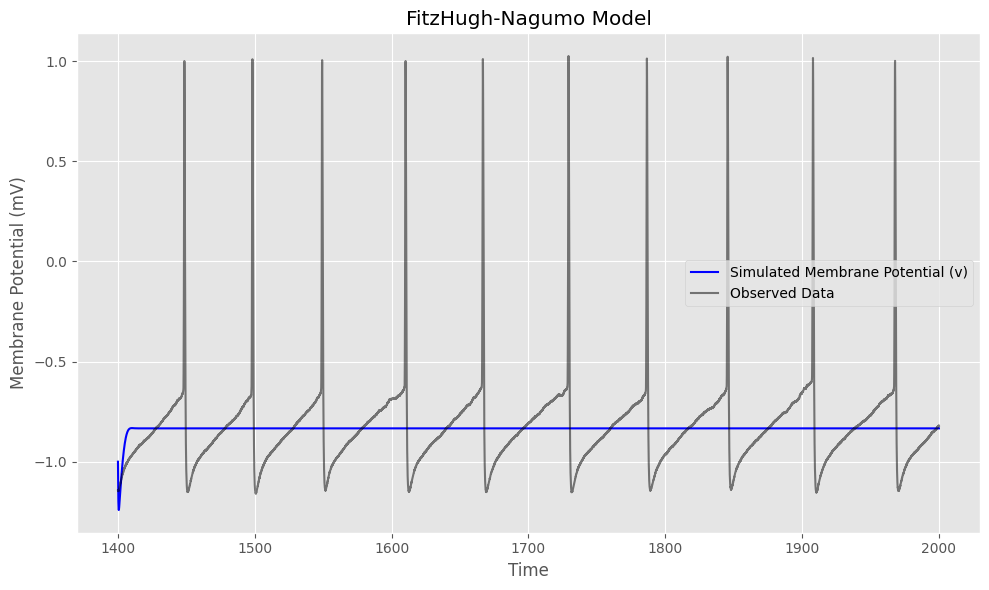 FitzHugh-Nagumo Model
Membrane Potential (mV)
1.0
0.5
0.0
−0.5
−1.0
Simulated Membrane Potential (v)
Observed Data
1400 1500 1600 1700 1800 1900 2000
Time